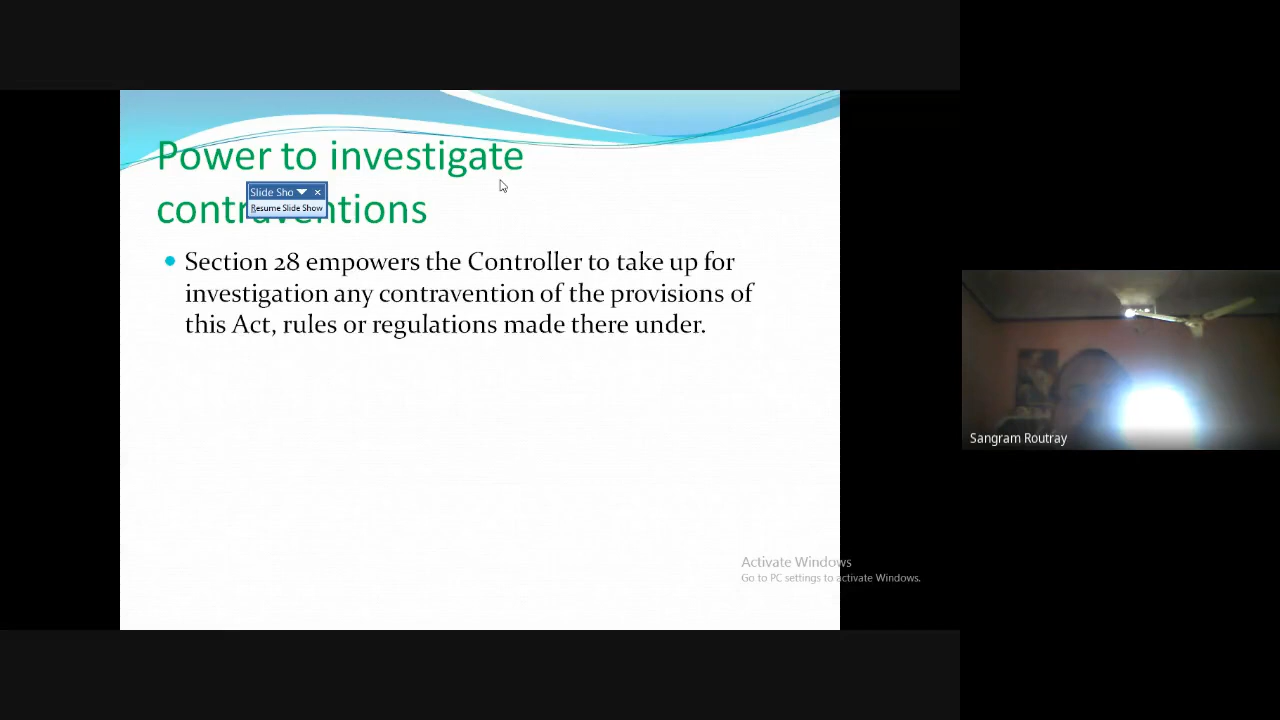 Power to investigate
contraventions
Slide Sho
Resume Slide Show
Section 28 empowers the Controller to take up for
investigation any contravention of the provisions of
this Act, rules or regulations made there under.
Activate Windows
Go to PC settings to activate Windows.
Sangram Routray